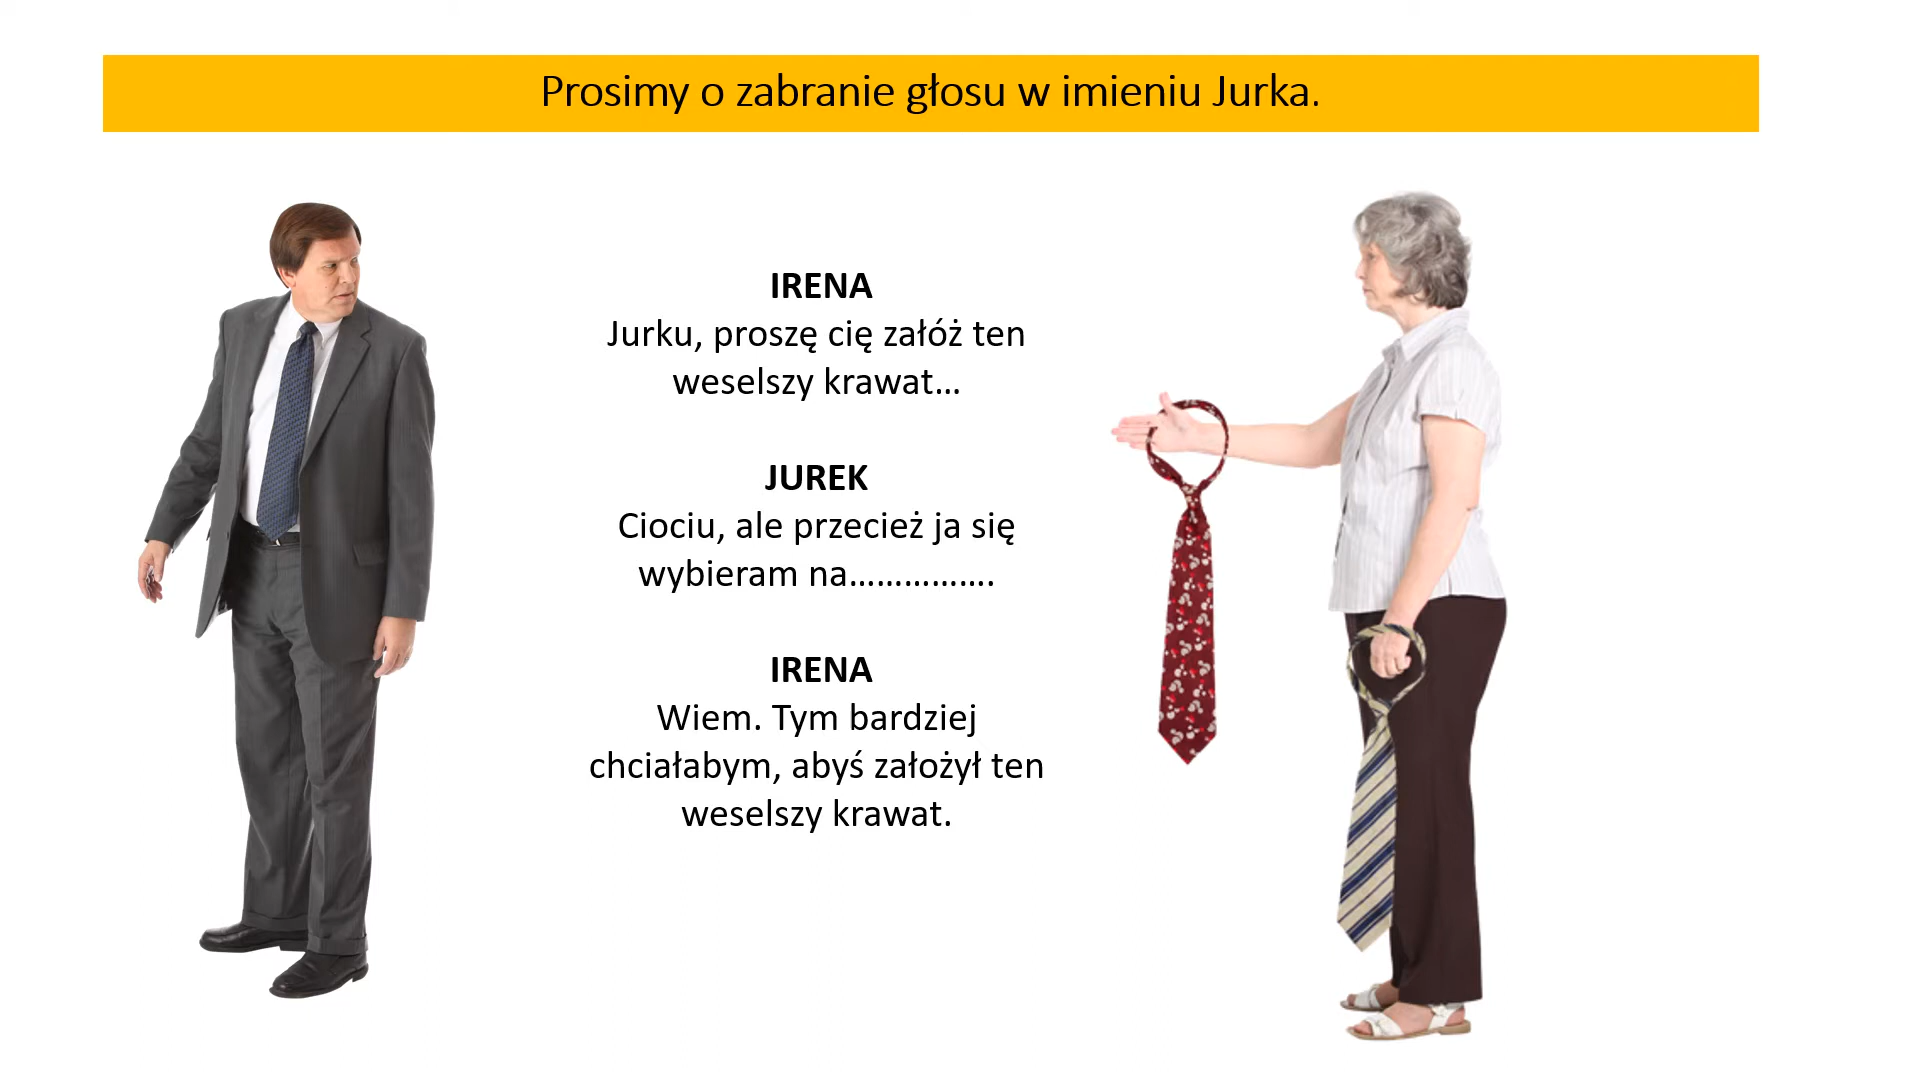 Prosimy o zabranie głosu w imieniu Jurka.
IRENA
Jurku, proszę cię załóż ten
weselszy krawat…
JUREK
Ciociu, ale przecież ja się
wybieram na…………….
IRENA
Wiem. Tym bardziej
chciałabym, abyś założył ten
weselszy krawat.